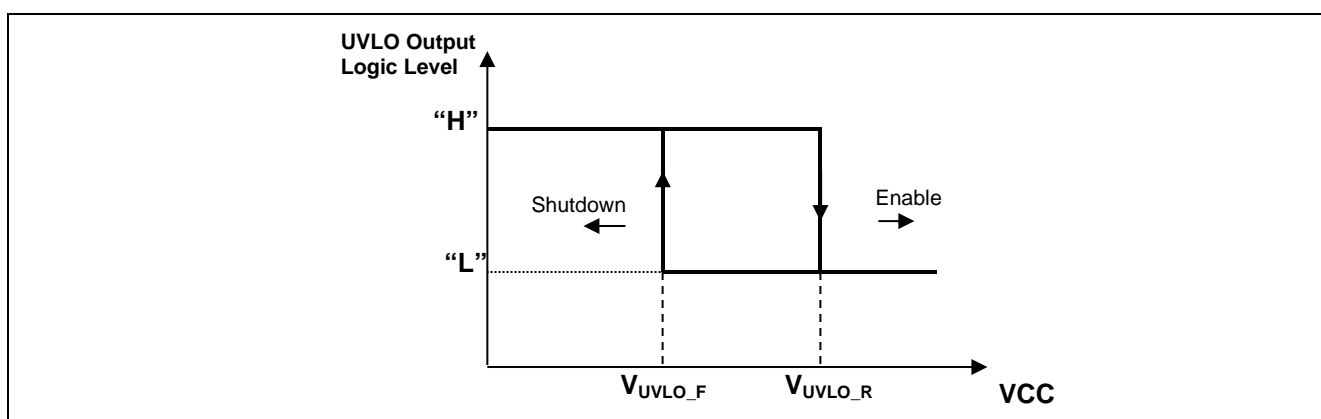 UVLO Output
Logic Level
“H”
Shutdown
Enable
“L”
VUVLO_F
VUVLO_R
VCC